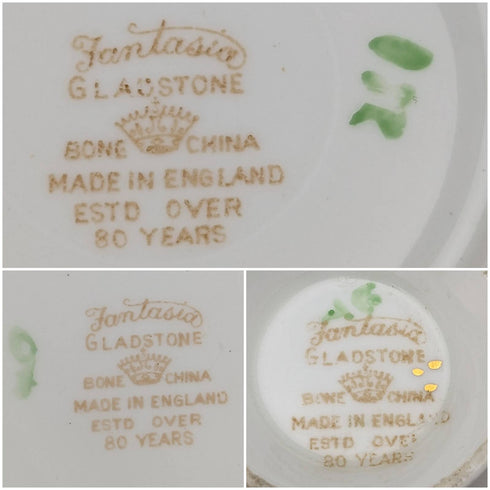 Fantasia
GLADSTONE
BONE CHINA
MADE IN ENGLAND
ESTD OVER
80 YEARS
Fantasia
GLADSTONE
BONE CHINA
MADE IN ENGLAND
ESTD OVER
80 YEARS
Fantasia
GLADSTONE
BONE CHINA
MADE IN ENGLAND
ESTD OVER
80 YEARS